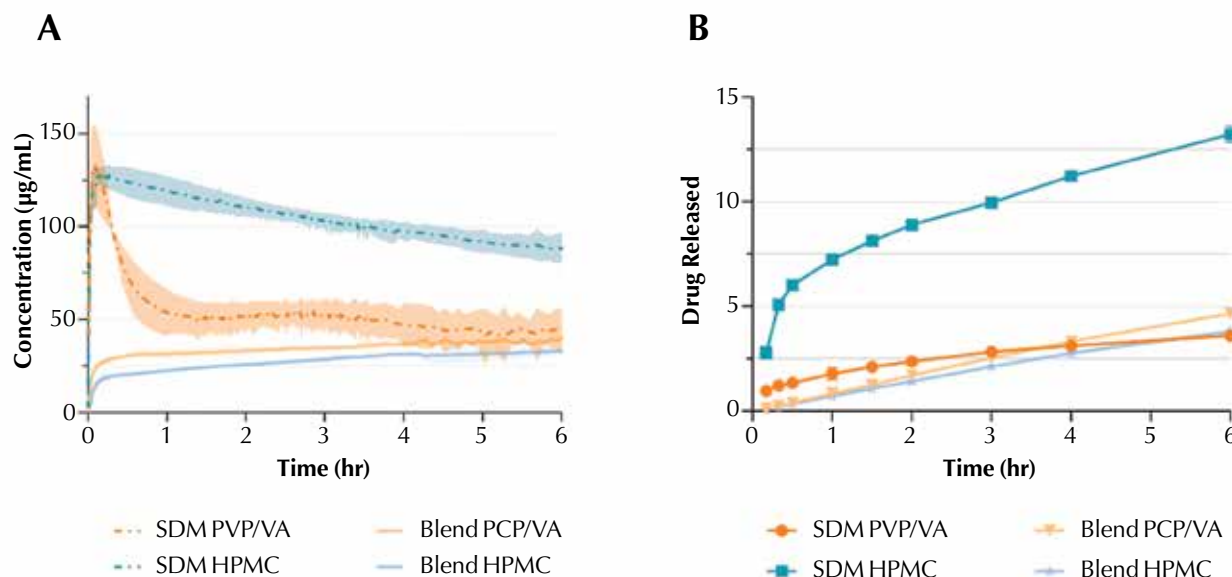 A
Concentration (µg/mL)
150
100
50
0
0 1 2 3 4 5 6
Time (hr)
SDM PVP/VA
Blend PCP/VA
SDM HPMC
Blend HPMC
B
Drug Released
15
10
5
0
0 1 2 3 4 5 6
Time (hr)
SDM PVP/VA
Blend PCP/VA
SDM HPMC
Blend HPMC